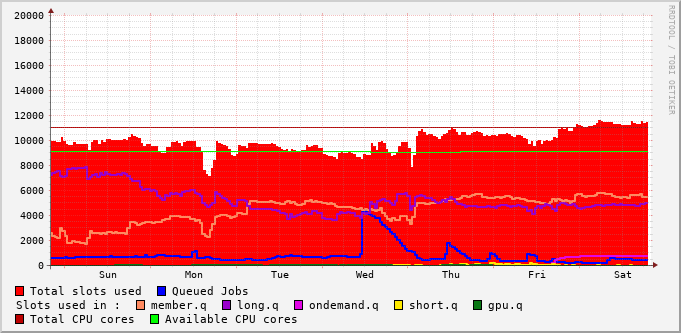 20000
18000
16000
14000
12000
10000
8000
6000
4000
2000
0
Sun Mon Tue Wed Thu Fri Sat
RRDTOOL / TOBI OETIKER
Total slots used Queued Jobs
Slots used in : member.q long.q ondemand.q short.q gpu.q
Total CPU cores Available CPU cores